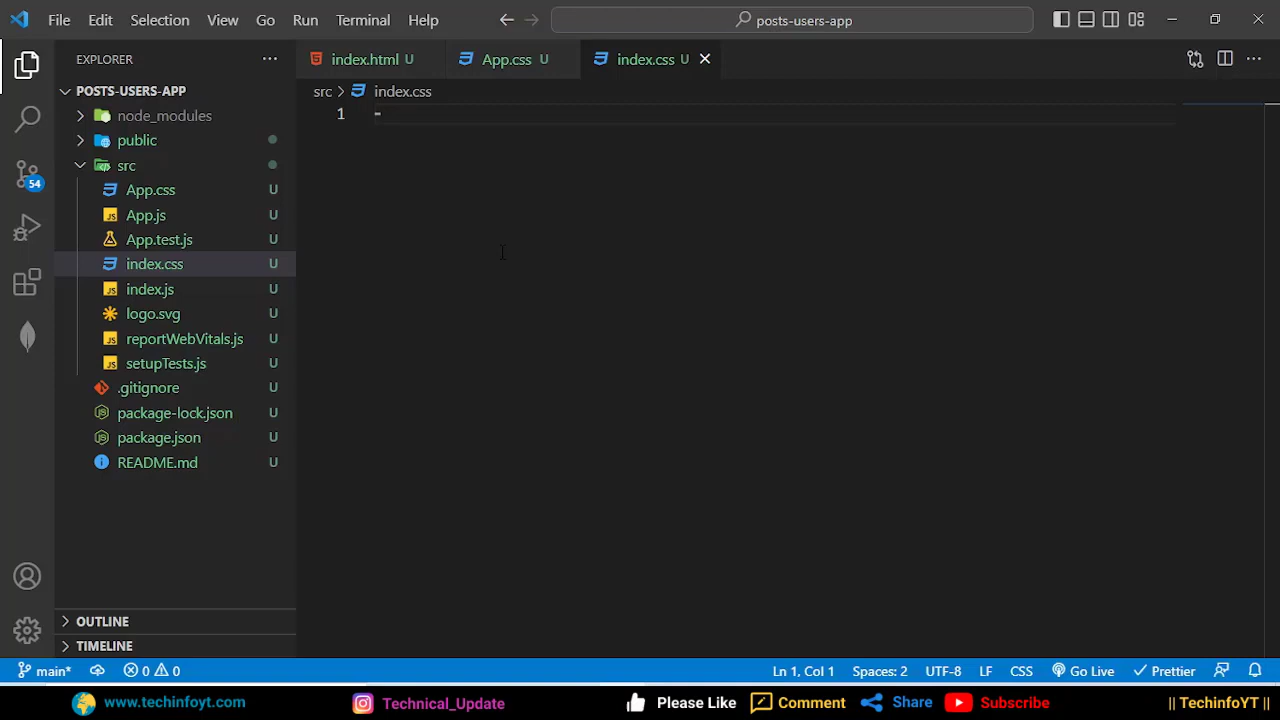 File Edit Selection View Go Run Terminal Help posts-users-app
EXPLORER
index.html U App.css U index.css U
POSTS-USERS-APP
src index.css
node_modules
1
public
src
App.css U
App.js U
App.test.js U
index.css U
index.js U
logo.svg U
reportWebVitals.js U
setupTests.js U
.gitignore U
package-lock.json U
package.json U
README.md U
54
OUTLINE
TIMELINE
main* 0 0 Ln 1, Col 1 Spaces: 2 UTF-8 LF CSS Go Live Prettier
www.techinfoyt.com Technical_Update Please Like Comment Share Subscribe || TechinfoYT ||